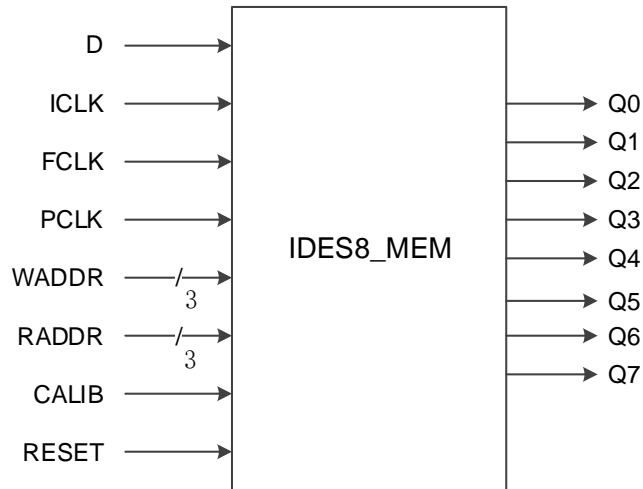 D
ICLK
FCLK
PCLK
WADDR
3
RADDR
3
CALIB
RESET
IDES8_MEM
Q0
Q1
Q2
Q3
Q4
Q5
Q6
Q7